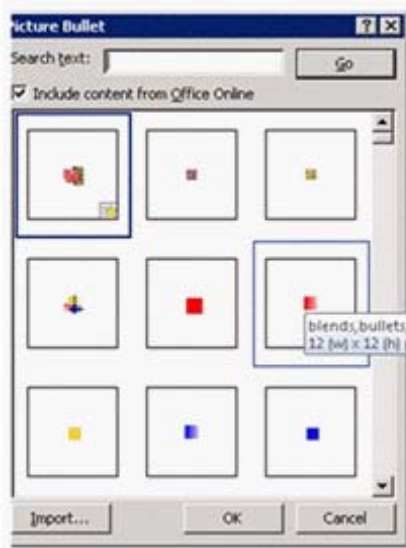 Picture Bullet
Search text:
Go
Include content from Office Online
blends,bullets,
12 (w) x 12 (h)
Import...
OK
Cancel